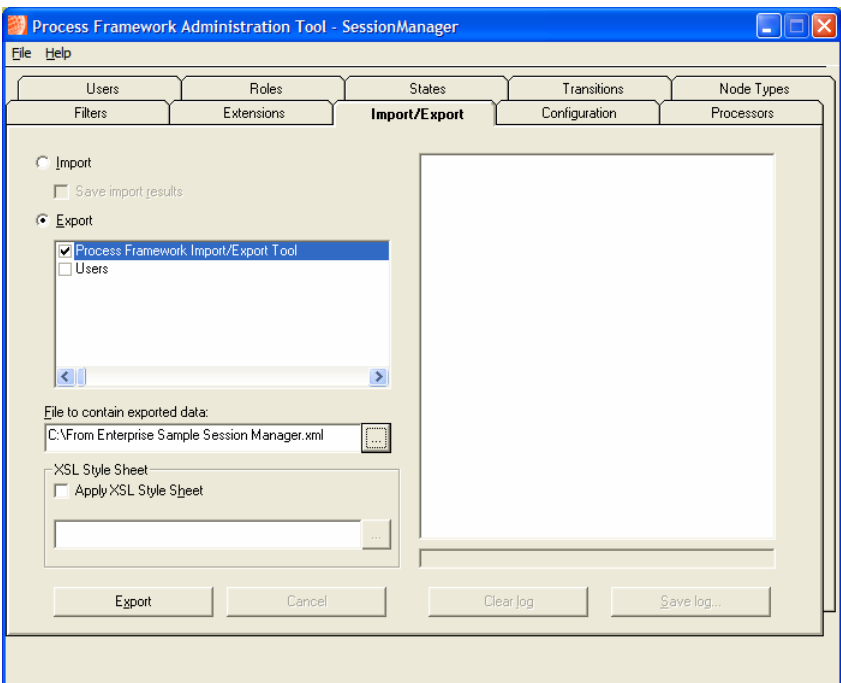 Process Framework Administration Tool - SessionManager
File Help
Users Roles States Transitions Node Types
Filters Extensions Import/Export Configuration Processors
Import
Save import results
Export
Process Framework Import/Export Tool
Users
File to contain exported data:
C:\From Enterprise Sample Session Manager.xml ...
XSL Style Sheet
Apply XSL Style Sheet
...
Export Cancel Clear log Save log...